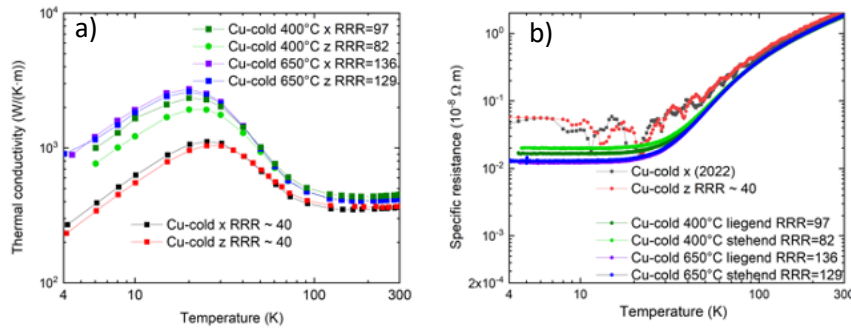 a)
Cu-cold 400°C x RRR=97
Cu-cold 400°C z RRR=82
Cu-cold 650°C x RRR=136
Cu-cold 650°C z RRR=129
Cu-cold x RRR ~ 40
Cu-cold z RRR ~ 40
Thermal conductivity (W/(K·m))
10⁴
10³
10²
4 10 100 300
Temperature (K)
b)
Cu-cold x (2022)
Cu-cold z RRR ~ 40
Cu-cold 400°C liegend RRR=97
Cu-cold 400°C stehend RRR=82
Cu-cold 650°C liegend RRR=136
Cu-cold 650°C stehend RRR=129
Specific resistance (10⁻⁸ Ω m)
10⁰
10⁻¹
10⁻²
10⁻³
2x10⁻⁴
4 10 100 300
Temperature (K)